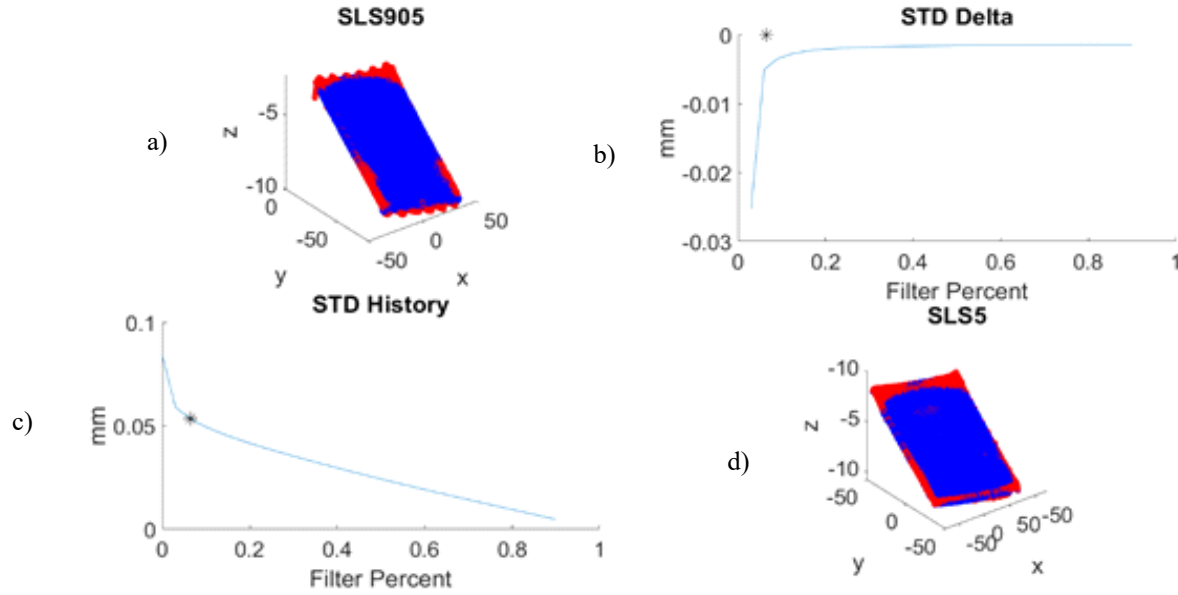 SLS905
a)
z
-5
-10
0
-50
y
-50
0
50
x
STD Delta
b)
mm
0
-0.01
-0.02
-0.03
0
0.2
0.4
0.6
0.8
1
Filter Percent
STD History
c)
mm
0.1
0.05
0
0
0.2
0.4
0.6
0.8
1
Filter Percent
SLS5
d)
z
-10
-5
-10
-50
0
-50
y
-50
0
50
-50
x